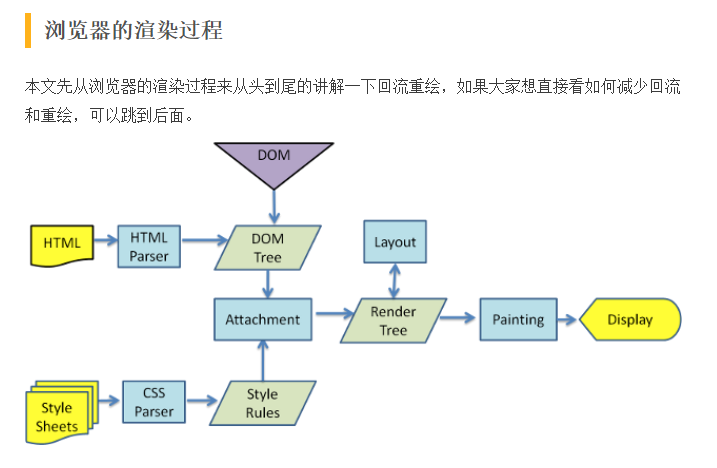 浏览器的渲染过程
本文先从浏览器的渲染过程来从头到尾的讲解一下回流重绘，如果大家想直接看如何减少回流
和重绘，可以跳到后面。
DOM
HTML
HTML
Parser
DOM
Tree
Layout
Attachment
Render
Tree
Painting
Display
Style
Sheets
CSS
Parser
Style
Rules